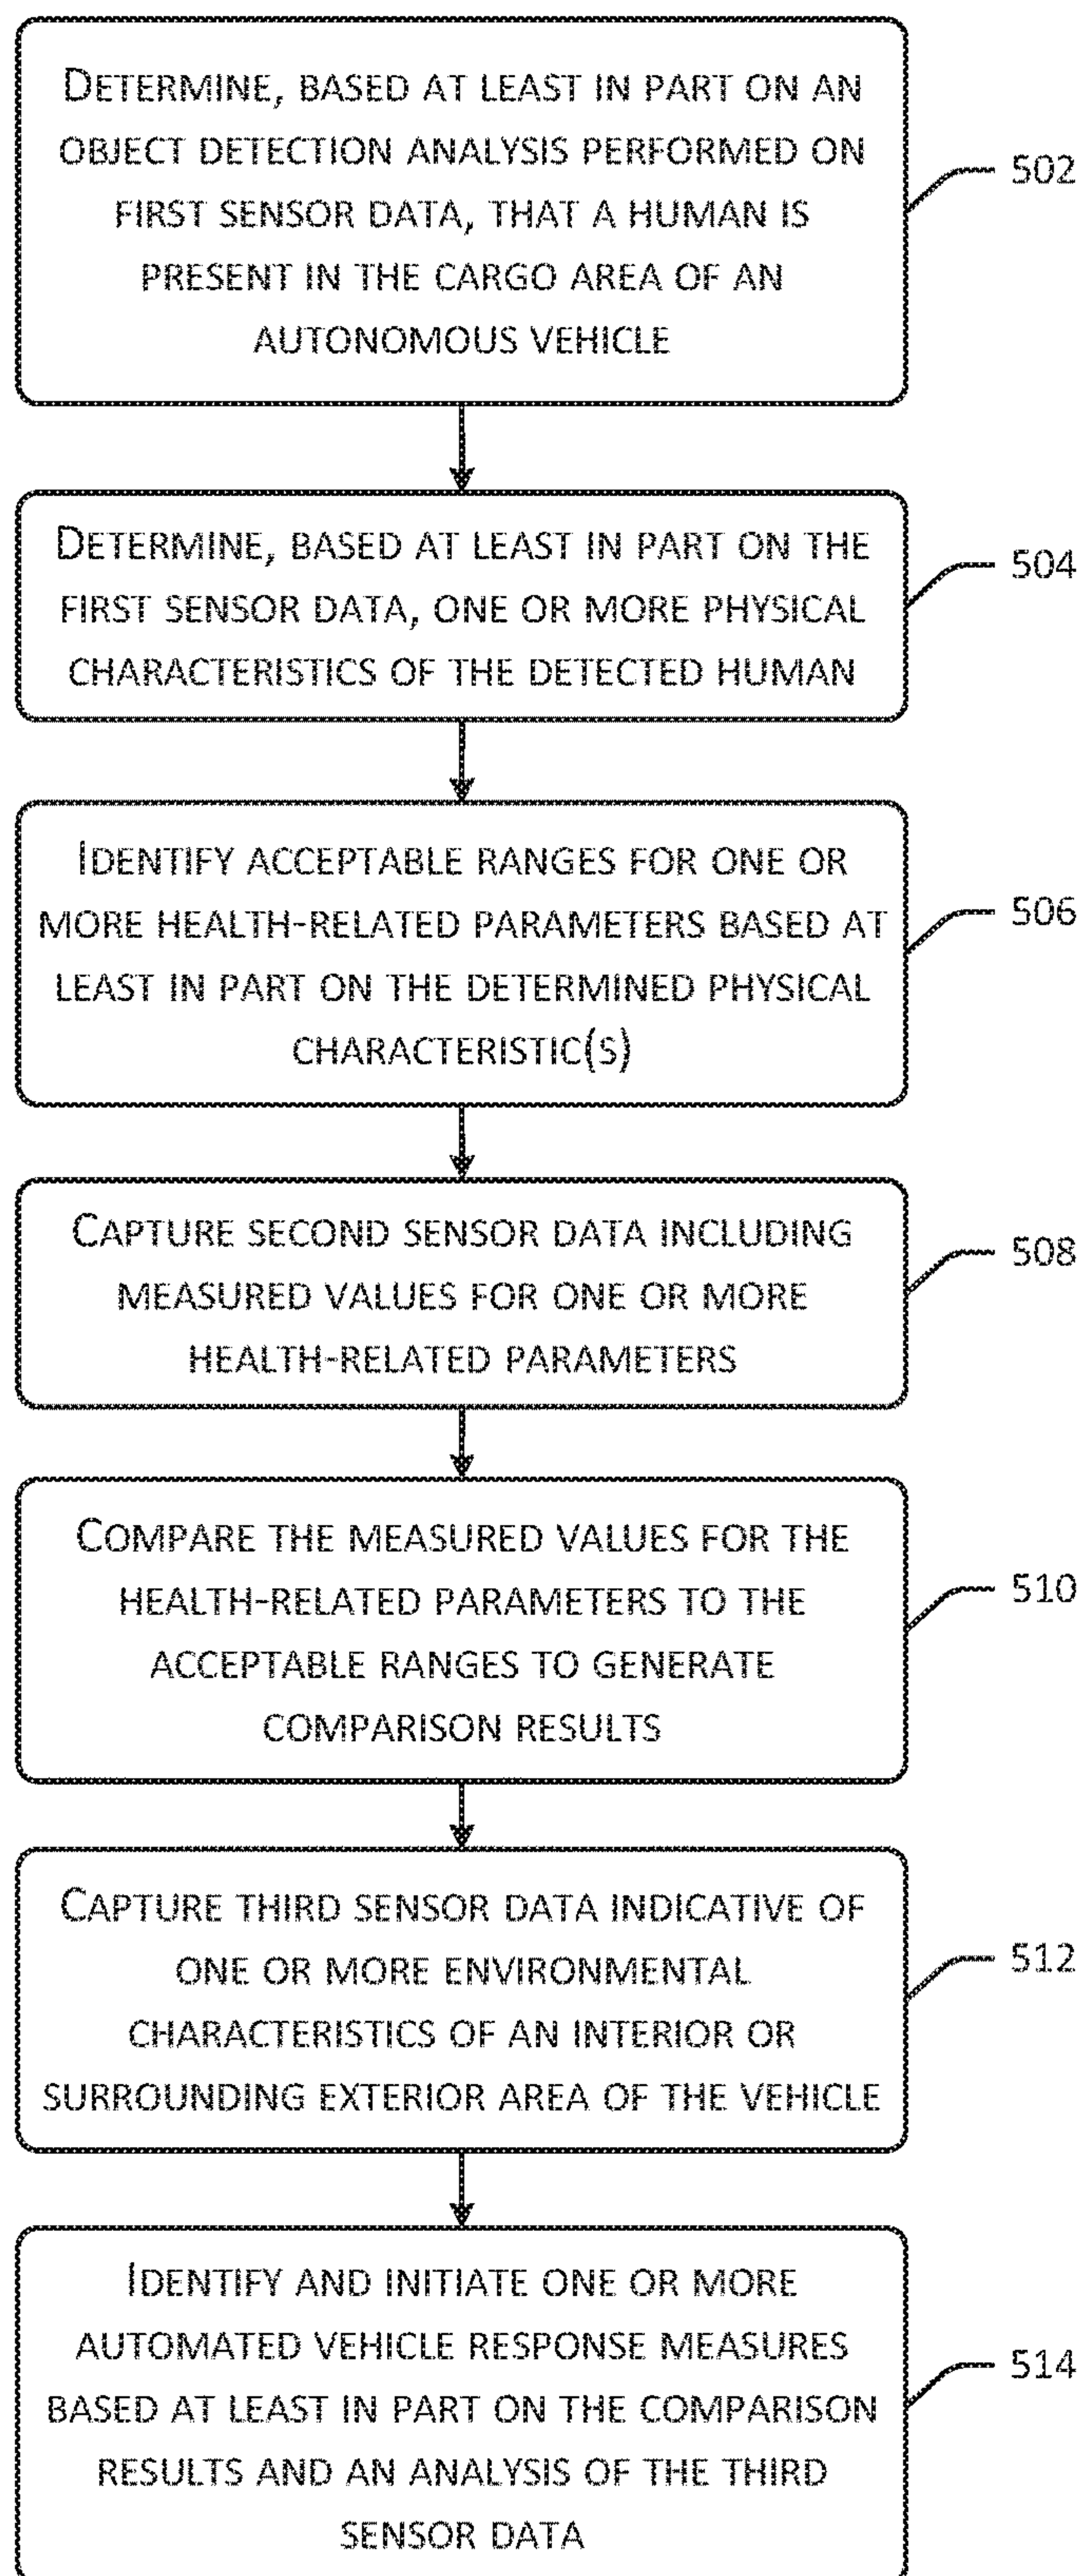 DETERMINE, BASED AT LEAST IN PART ON AN
OBJECT DETECTION ANALYSIS PERFORMED ON
FIRST SENSOR DATA, THAT A HUMAN IS
PRESENT IN THE CARGO AREA OF AN
AUTONOMOUS VEHICLE
502
DETERMINE, BASED AT LEAST IN PART ON THE
FIRST SENSOR DATA, ONE OR MORE PHYSICAL
CHARACTERISTICS OF THE DETECTED HUMAN
504
IDENTIFY ACCEPTABLE RANGES FOR ONE OR
MORE HEALTH-RELATED PARAMETERS BASED AT
LEAST IN PART ON THE DETERMINED PHYSICAL
CHARACTERISTIC(S)
506
CAPTURE SECOND SENSOR DATA INCLUDING
MEASURED VALUES FOR ONE OR MORE
HEALTH-RELATED PARAMETERS
508
COMPARE THE MEASURED VALUES FOR THE
HEALTH-RELATED PARAMETERS TO THE
ACCEPTABLE RANGES TO GENERATE
COMPARISON RESULTS
510
CAPTURE THIRD SENSOR DATA INDICATIVE OF
ONE OR MORE ENVIRONMENTAL
CHARACTERISTICS OF AN INTERIOR OR
SURROUNDING EXTERIOR AREA OF THE VEHICLE
512
IDENTIFY AND INITIATE ONE OR MORE
AUTOMATED VEHICLE RESPONSE MEASURES
BASED AT LEAST IN PART ON THE COMPARISON
RESULTS AND AN ANALYSIS OF THE THIRD
SENSOR DATA
514